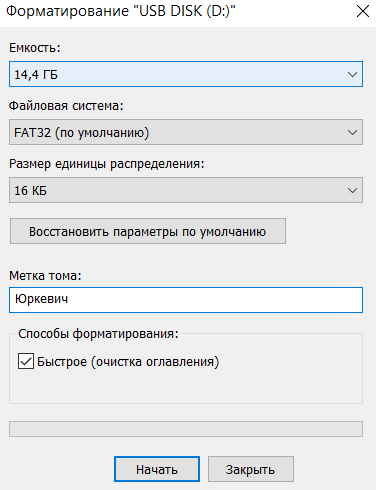 Форматирование "USB DISK (D:)"
Емкость:
14,4 ГБ
Файловая система:
FAT32 (по умолчанию)
Размер единицы распределения:
16 КБ
Восстановить параметры по умолчанию
Метка тома:
Юркевич
Способы форматирования:
Быстрое (очистка оглавления)
Начать
Закрыть